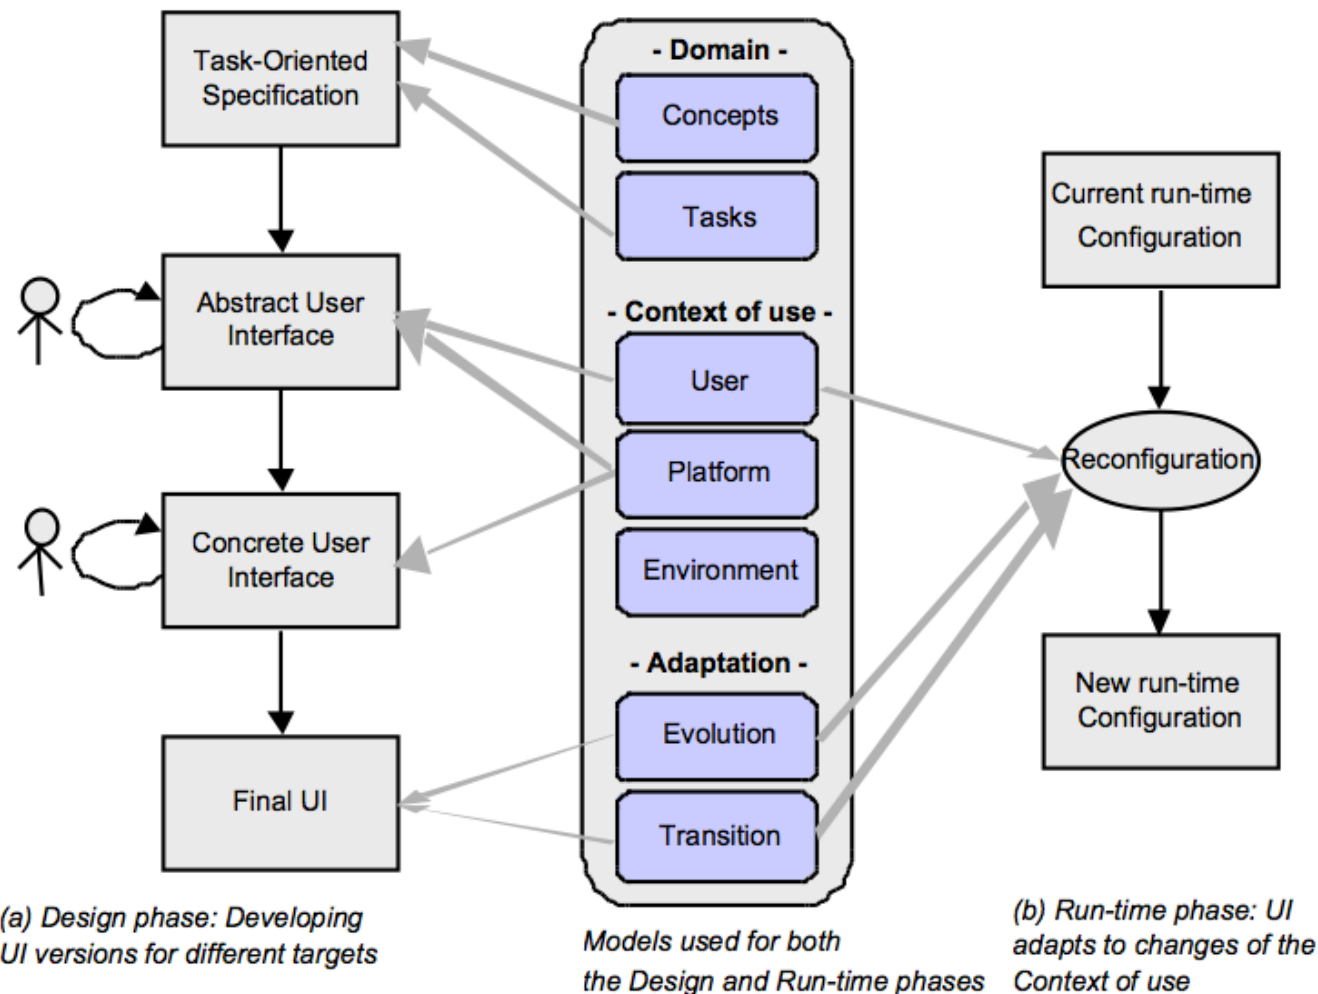 Task-Oriented
Specification
Abstract User
Interface
Concrete User
Interface
Final UI
(a) Design phase: Developing
UI versions for different targets
- Domain -
Concepts
Tasks
- Context of use -
User
Platform
Environment
- Adaptation -
Evolution
Transition
Models used for both
the Design and Run-time phases
Current run-time
Configuration
Reconfiguration
New run-time
Configuration
(b) Run-time phase: UI
adapts to changes of the
Context of use